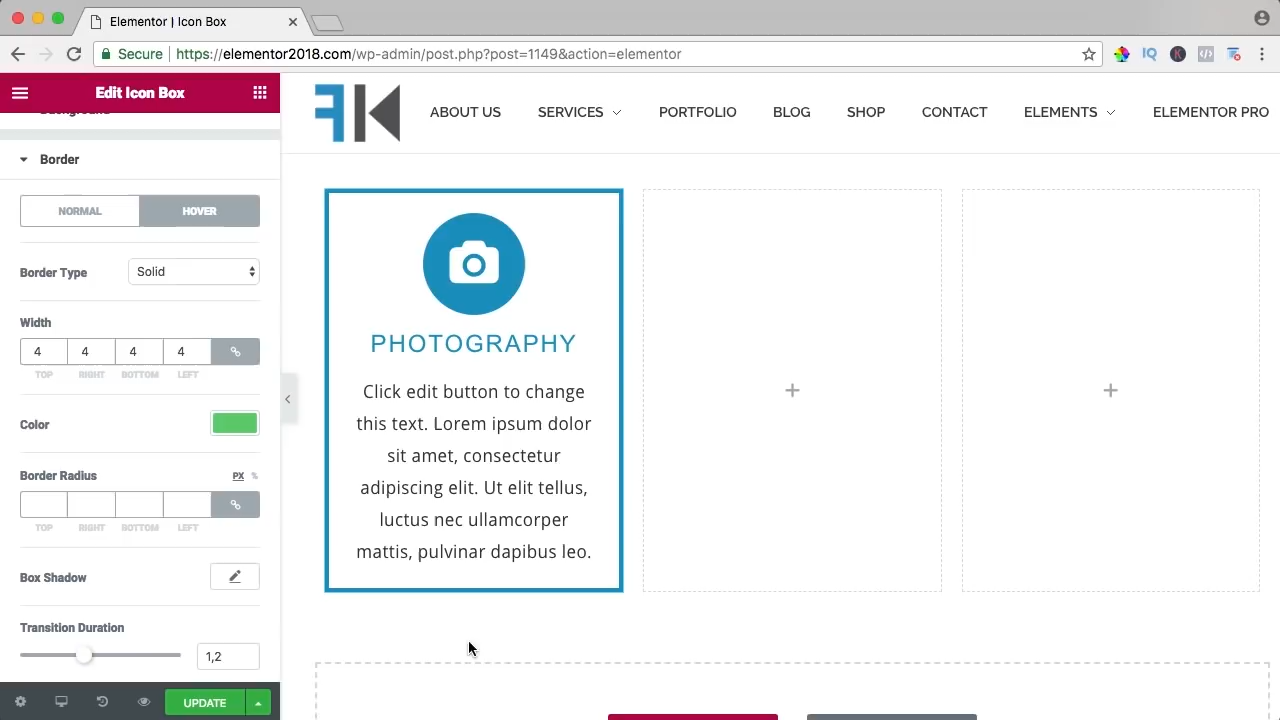 Elementor | Icon Box
Secure
https://elementor2018.com/wp-admin/post.php?post=1149&action=elementor
Edit Icon Box
Background
Border
NORMAL HOVER
Border Type Solid
Width
4 4 4 4
TOP RIGHT BOTTOM LEFT
Color
Border Radius PX %
TOP RIGHT BOTTOM LEFT
Box Shadow
Transition Duration
1,2
UPDATE
FK
ABOUT US SERVICES PORTFOLIO BLOG SHOP CONTACT ELEMENTS ELEMENTOR PRO
PHOTOGRAPHY
Click edit button to change
this text. Lorem ipsum dolor
sit amet, consectetur
adipiscing elit. Ut elit tellus,
luctus nec ullamcorper
mattis, pulvinar dapibus leo.